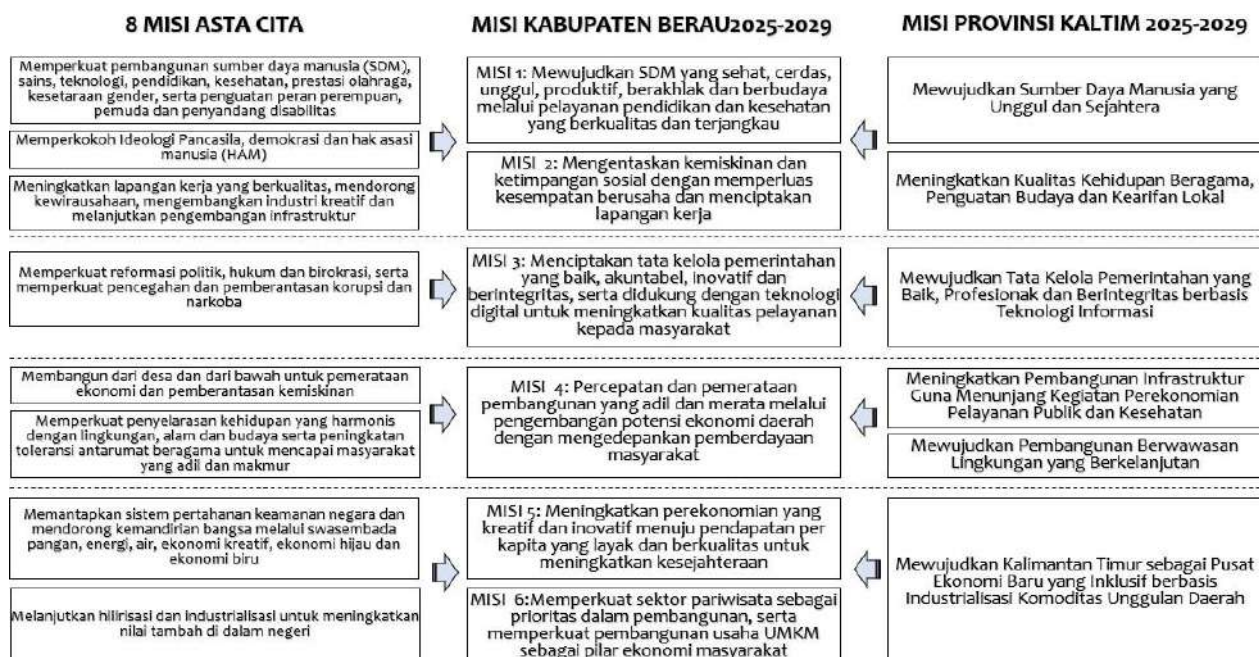 8 MISI ASTA CITA
Memperkuat pembangunan sumber daya manusia (SDM),
sains, teknologi, pendidikan, kesehatan, prestasi olahraga,
kesetaraan gender, serta penguatan peran perempuan,
pemuda dan penyandang disabilitas
Memperkokoh Ideologi Pancasila, demokrasi dan hak asasi
manusia (HAM)
Meningkatkan lapangan kerja yang berkualitas, mendorong
kewirausahaan, mengembangkan industri kreatif dan
melanjutkan pengembangan infrastruktur
Memperkuat reformasi politik, hukum dan birokrasi, serta
memperkuat pencegahan dan pemberantasan korupsi dan
narkoba
Membangun dari desa dan dari bawah untuk pemerataan
ekonomi dan pemberantasan kemiskinan
Memperkuat penyelarasan kehidupan yang harmonis
dengan lingkungan, alam dan budaya serta peningkatan
toleransi antarumat beragama untuk mencapai masyarakat
yang adil dan makmur
Memantapkan sistem pertahanan keamanan negara dan
mendorong kemandirian bangsa melalui swasembada
pangan, energi, air, ekonomi kreatif, ekonomi hijau dan
ekonomi biru
Melanjutkan hilirisasi dan industrialisasi untuk meningkatkan
nilai tambah di dalam negeri
MISI KABUPATEN BERAU2025-2029
MISI 1: Mewujudkan SDM yang sehat, cerdas,
unggul, produktif, berakhlak dan berbudaya
melalui pelayanan pendidikan dan kesehatan
yang berkualitas dan terjangkau
MISI 2: Mengentaskan kemiskinan dan
ketimpangan sosial dengan memperluas
kesempatan berusaha dan menciptakan
lapangan kerja
MISI 3: Menciptakan tata kelola pemerintahan
yang baik, akuntabel, inovatif dan
berintegritas, serta didukung dengan teknologi
digital untuk meningkatkan kualitas pelayanan
kepada masyarakat
MISI 4: Percepatan dan pemerataan
pembangunan yang adil dan merata melalui
pengembangan potensi ekonomi daerah
dengan mengedepankan pemberdayaan
masyarakat
MISI 5: Meningkatkan perekonomian yang
kreatif dan inovatif menuju pendapatan per
kapita yang layak dan berkualitas untuk
meningkatkan kesejahteraan
MISI 6:Memperkuat sektor pariwisata sebagai
prioritas dalam pembangunan, serta
memperkuat pembangunan usaha UMKM
sebagai pilar ekonomi masyarakat
MISI PROVINSI KALTIM 2025-2029
Mewujudkan Sumber Daya Manusia yang
Unggul dan Sejahtera
Meningkatkan Kualitas Kehidupan Beragama,
Penguatan Budaya dan Kearifan Lokal
Mewujudkan Tata Kelola Pemerintahan yang
Baik, Profesionak dan Berintegritas berbasis
Teknologi Informasi
Meningkatkan Pembangunan Infrastruktur
Guna Menunjang Kegiatan Perekonomian
Pelayanan Publik dan Kesehatan
Mewujudkan Pembangunan Berwawasan
Lingkungan yang Berkelanjutan
Mewujudkan Kalimantan Timur sebagai Pusat
Ekonomi Baru yang Inklusif berbasis
Industrialisasi Komoditas Unggulan Daerah